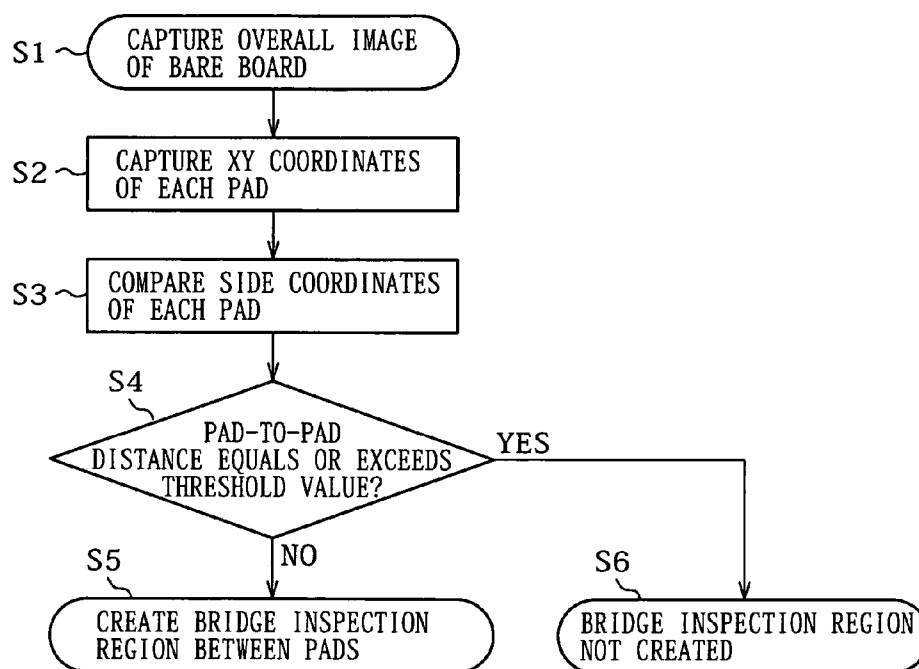 S1
CAPTURE OVERALL IMAGE
OF BARE BOARD
S2
CAPTURE XY COORDINATES
OF EACH PAD
S3
COMPARE SIDE COORDINATES
OF EACH PAD
S4
PAD-TO-PAD
DISTANCE EQUALS OR EXCEEDS
THRESHOLD VALUE?
YES
NO
S5
CREATE BRIDGE INSPECTION
REGION BETWEEN PADS
S6
BRIDGE INSPECTION REGION
NOT CREATED